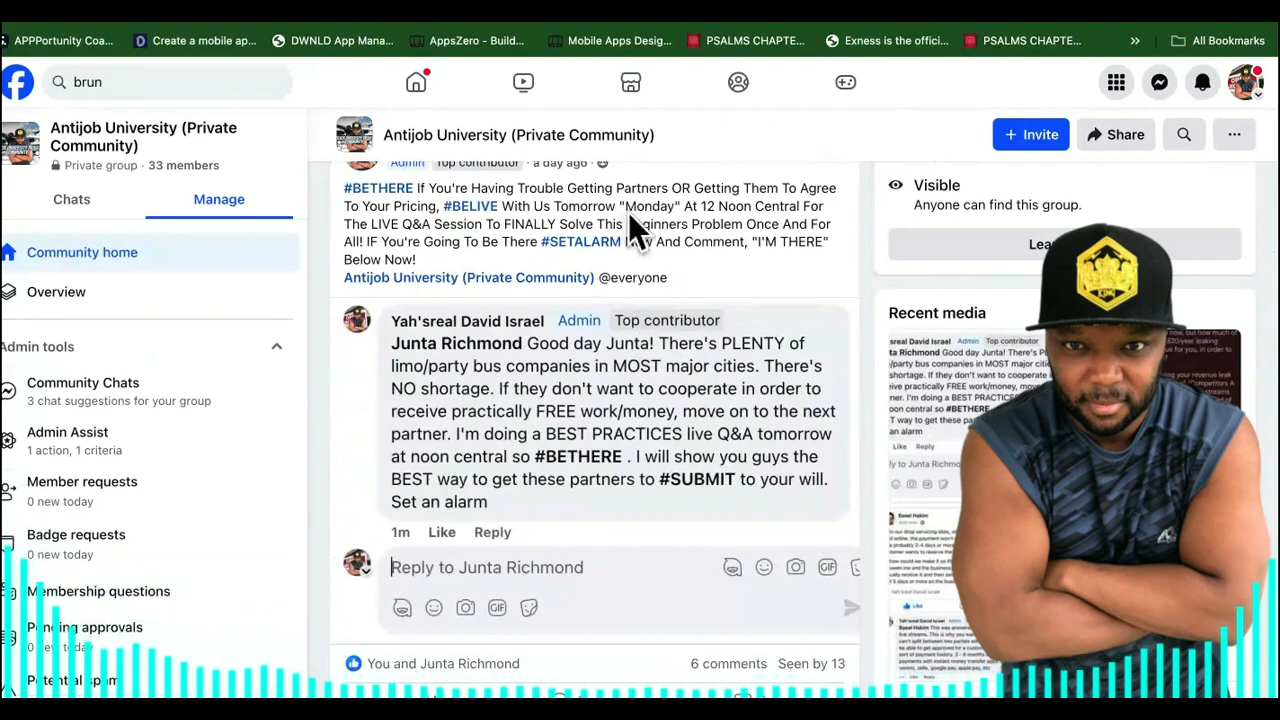 APPPortunity Coa...
Create a mobile ap...
DWNLD App Mana...
AppsZero - Build...
Mobile Apps Desig...
PSALMS CHAPTE...
Exness is the offici...
PSALMS CHAPTE...
»
All Bookmarks
brun
Antijob University (Private
Community)
Private group · 33 members
Chats
Manage
Community home
Overview
Admin tools
Community Chats
3 chat suggestions for your group
Admin Assist
1 action, 1 criteria
Member requests
0 new today
Badge requests
0 new today
Membership questions
Pending approvals
0 new today
Antijob University (Private Community)
+ Invite
Share
Admin Top contributor · a day ago ·
#BETHERE If You're Having Trouble Getting Partners OR Getting Them To Agree
To Your Pricing, #BELIVE With Us Tomorrow "Monday" At 12 Noon Central For
The LIVE Q&A Session To FINALLY Solve This Beginners Problem Once And For
All! IF You're Going To Be There #SETALARM And Comment, "I'M THERE"
Below Now!
Antijob University (Private Community) @everyone
Yah'sreal David Israel Admin Top contributor
Junta Richmond Good day Junta! There's PLENTY of
limo/party bus companies in MOST major cities. There's
NO shortage. If they don't want to cooperate in order to
receive practically FREE work/money, move on to the next
partner. I'm doing a BEST PRACTICES live Q&A tomorrow
at noon central so #BETHERE . I will show you guys the
BEST way to get these partners to #SUBMIT to your will.
Set an alarm
1m Like Reply
Reply to Junta Richmond
GIF
GIF
You and Junta Richmond
6 comments Seen by 13
Visible
Anyone can find this group.
Recent media